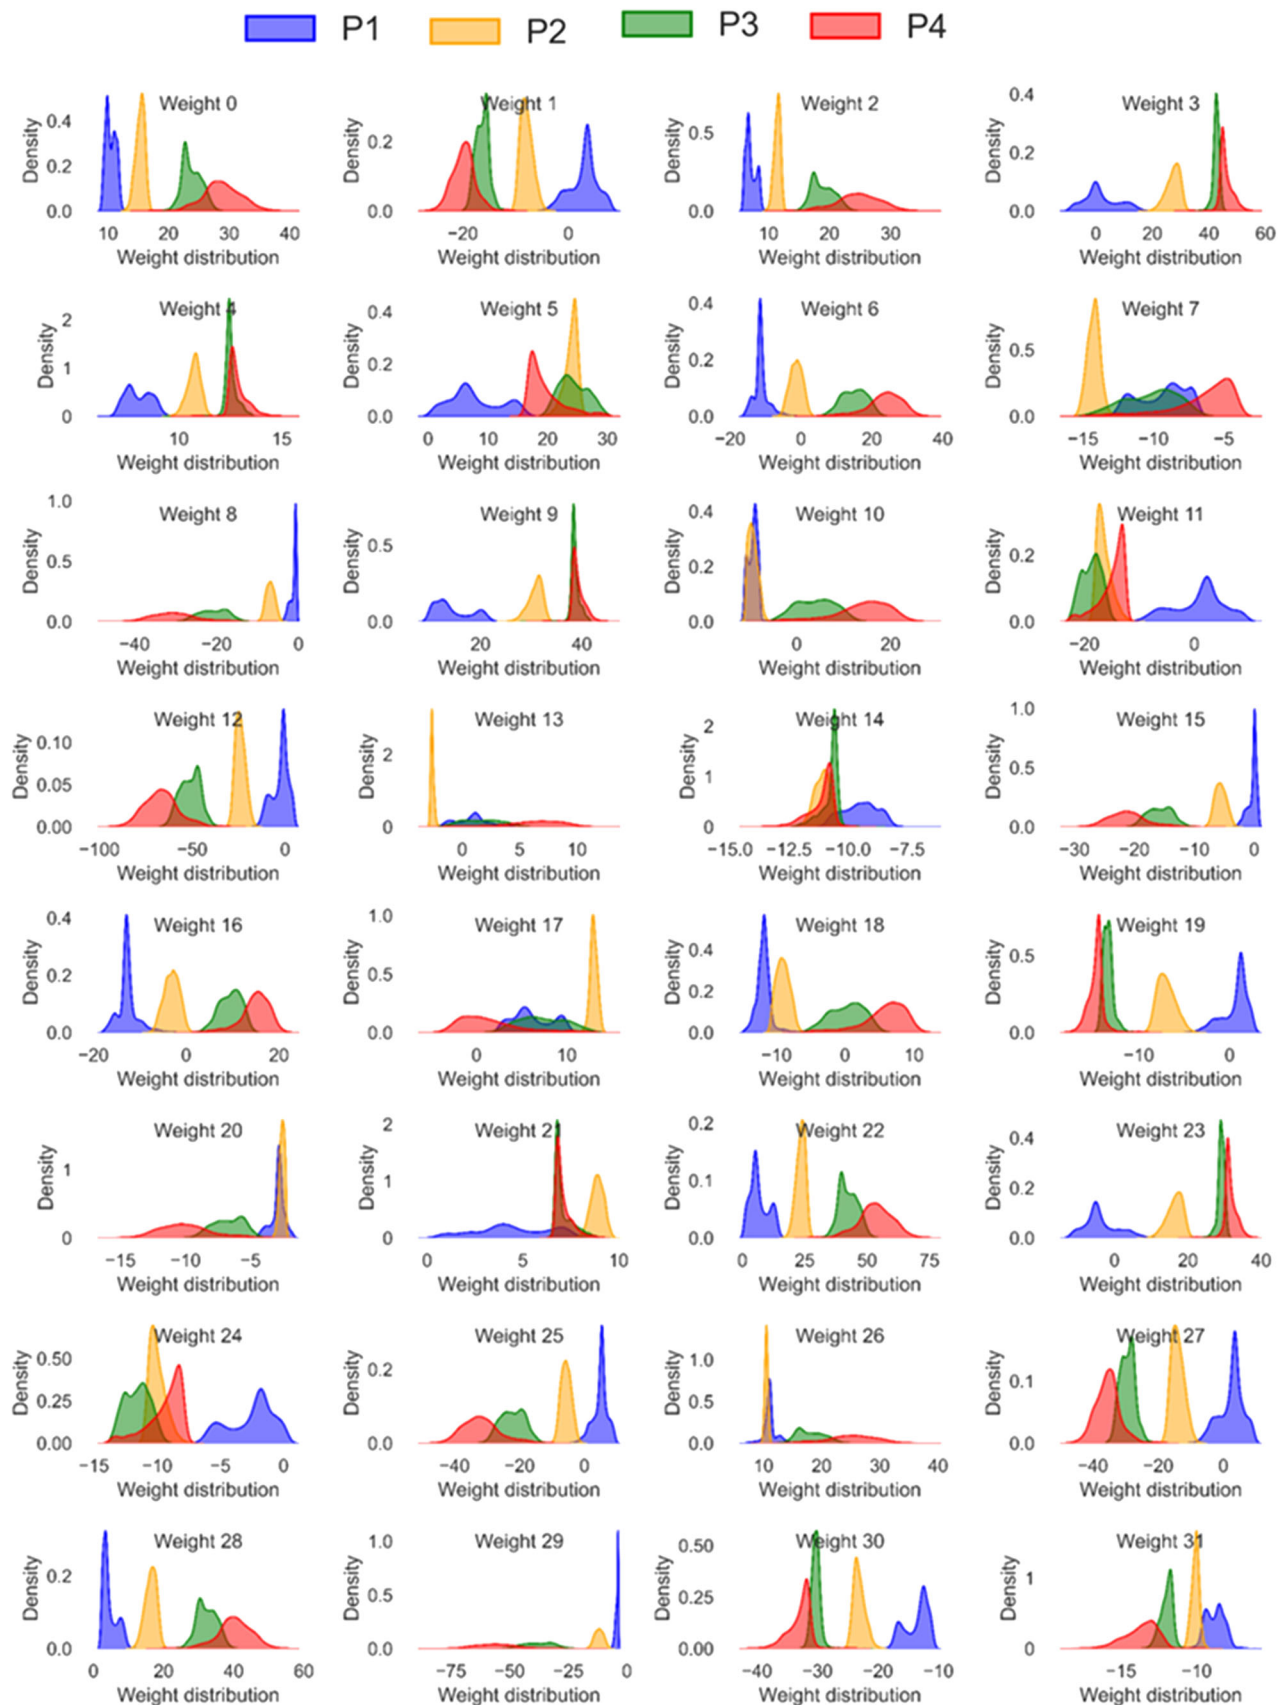 P1 P2 P3 P4
Weight 0 Weight 1 Weight 2 Weight 3
Density 0.4 0.2 0.0 Density 0.2 0.0 Density 0.5 0.0 Density 0.4 0.2 0.0
10 20 30 40 −20 0 10 20 30 0 20 40 60
Weight distribution Weight distribution Weight distribution Weight distribution
Weight 4 Weight 5 Weight 6 Weight 7
Density 2 1 0 Density 0.4 0.2 0.0 Density 0.4 0.2 0.0 Density 0.5 0.0
10 15 0 10 20 30 −20 0 20 40 −15 −10 −5
Weight distribution Weight distribution Weight distribution Weight distribution
Weight 8 Weight 9 Weight 10 Weight 11
Density 1.0 0.5 0.0 Density 0.5 0.0 Density 0.4 0.2 0.0 Density 0.2 0.0
−40 −20 0 20 40 0 20 −20 0
Weight distribution Weight distribution Weight distribution Weight distribution
Weight 12 Weight 13 Weight 14 Weight 15
Density 0.10 0.05 0.00 Density 2 0 Density 2 1 0 Density 1.0 0.5 0.0
−100 −50 0 0 5 10 −15.0 −12.5 −10.0 −7.5 −30 −20 −10 0
Weight distribution Weight distribution Weight distribution Weight distribution
Weight 16 Weight 17 Weight 18 Weight 19
Density 0.4 0.2 0.0 Density 1.0 0.5 0.0 Density 0.4 0.2 0.0 Density 0.5 0.0
−20 0 20 0 10 −10 0 10 −10 0
Weight distribution Weight distribution Weight distribution Weight distribution
Weight 20 Weight 2 Weight 22 Weight 23
Density 1 0 Density 2 1 0 Density 0.2 0.1 0.0 Density 0.4 0.2 0.0
−15 −10 −5 0 5 10 0 25 50 75 0 20 40
Weight distribution Weight distribution Weight distribution Weight distribution
Weight 24 Weight 25 Weight 26 Weight 27
Density 0.50 0.25 0.00 Density 0.2 0.0 Density 1.0 0.5 0.0 Density 0.1 0.0
−15 −10 −5 0 −40 −20 0 10 20 30 40 −40 −20 0
Weight distribution Weight distribution Weight distribution Weight distribution
Weight 28 Weight 29 Weight 30 Weight 31
Density 0.2 0.0 Density 1.0 0.5 0.0 Density 0.50 0.25 0.00 Density 1 0
0 20 40 60 −75 −50 −25 0 −40 −30 −20 −10 −15 −10
Weight distribution Weight distribution Weight distribution Weight distribution